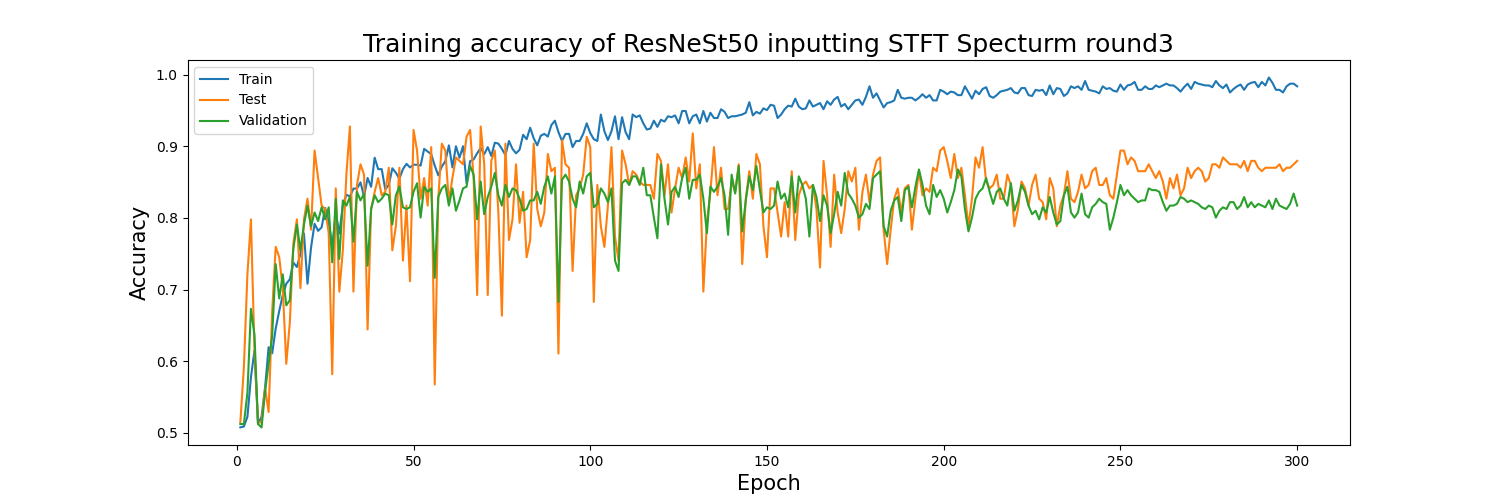 Training accuracy of ResNeSt50 inputting STFT Specturm round3
Train
Test
Validation
Accuracy
1.0
0.9
0.8
0.7
0.6
0.5
0 50 100 150 200 250 300
Epoch